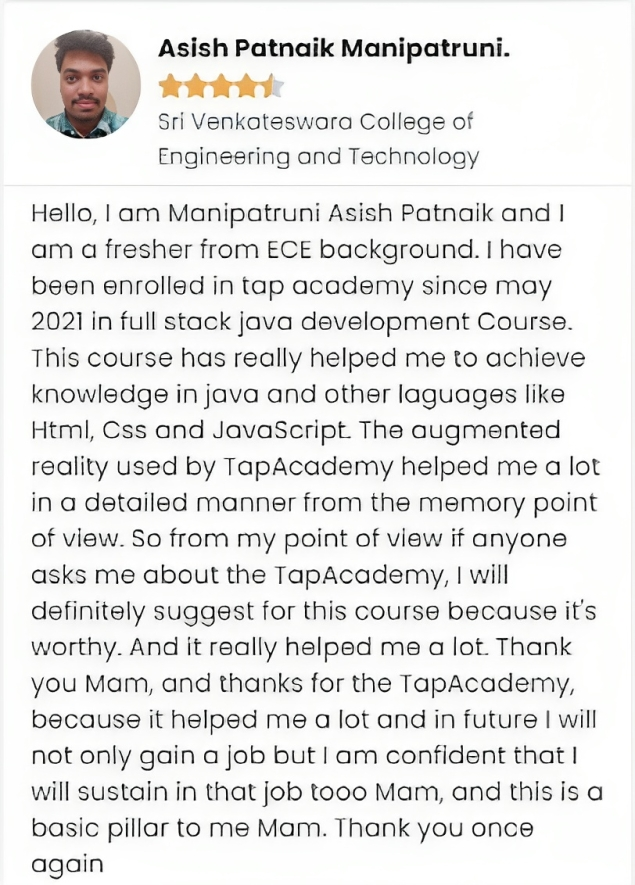 Asish Patnaik Manipatruni.
Sri Venkateswara College of
Engineering and Technology
Hello, I am Manipatruni Asish Patnaik and I
am a fresher from ECE background. I have
been enrolled in tap academy since may
2021 in full stack java development Course.
This course has really helped me to achieve
knowledge in java and other laguages like
Html, Css and JavaScript. The augmented
reality used by TapAcademy helped me a lot
in a detailed manner from the memory point
of view. So from my point of view if anyone
asks me about the TapAcademy, I will
definitely suggest for this course because it's
worthy. And it really helped me a lot. Thank
you Mam, and thanks for the TapAcademy,
because it helped me a lot and in future I will
not only gain a job but I am confident that I
will sustain in that job tooo Mam, and this is a
basic pillar to me Mam. Thank you once
again